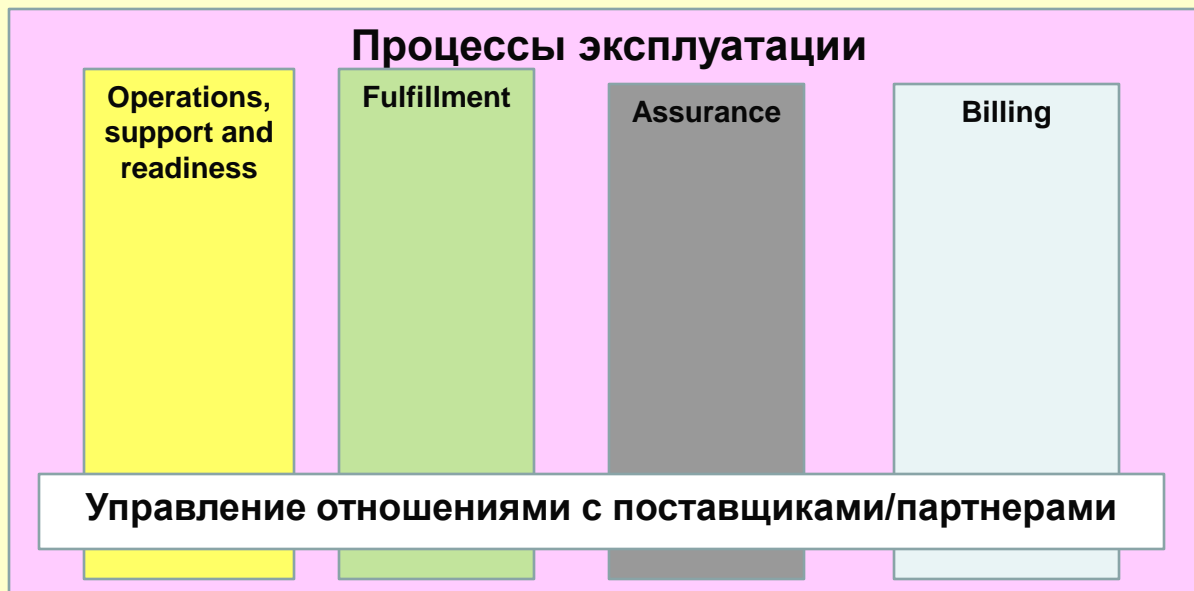 Процессы эксплуатации
Operations,
support and
readiness
Fulfillment
Assurance
Billing
Управление отношениями с поставщиками/партнерами